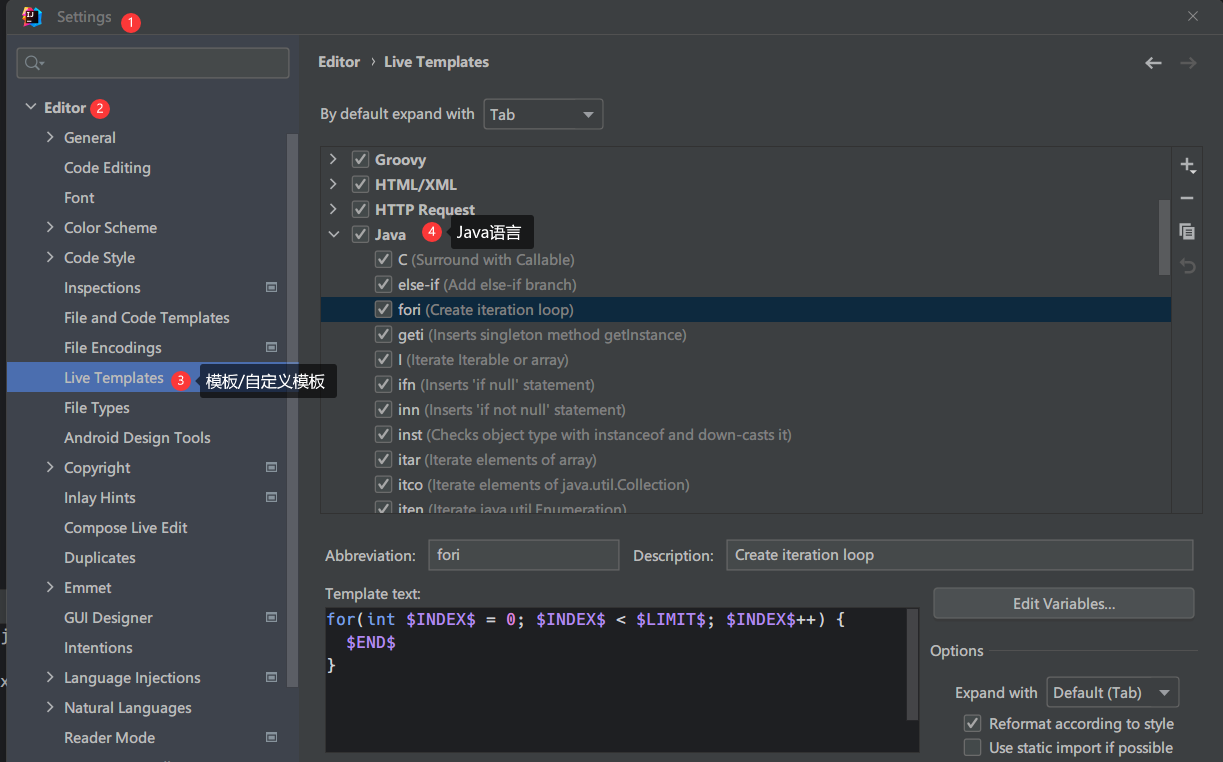 Settings 1
Editor 2
General
Code Editing
Font
Color Scheme
Code Style
Inspections
File and Code Templates
File Encodings
Live Templates 3 模板/自定义模板
File Types
Android Design Tools
Copyright
Inlay Hints
Compose Live Edit
Duplicates
Emmet
GUI Designer
Intentions
Language Injections
Natural Languages
Reader Mode
Editor › Live Templates
By default expand with Tab
Groovy
HTML/XML
HTTP Request
Java 4 Java语言
C (Surround with Callable)
else-if (Add else-if branch)
fori (Create iteration loop)
geti (Inserts singleton method getInstance)
I (Iterate Iterable or array)
ifn (Inserts 'if null' statement)
inn (Inserts 'if not null' statement)
inst (Checks object type with instanceof and down-casts it)
itar (Iterate elements of array)
itco (Iterate elements of java.util.Collection)
iten (Iterate java.util.Enumeration)
Abbreviation: fori Description: Create iteration loop
Template text:
for(int $INDEX$ = 0; $INDEX$ < $LIMIT$; $INDEX$++) {
  $END$
}
Edit Variables...
Options
Expand with Default (Tab)
Reformat according to style
Use static import if possible